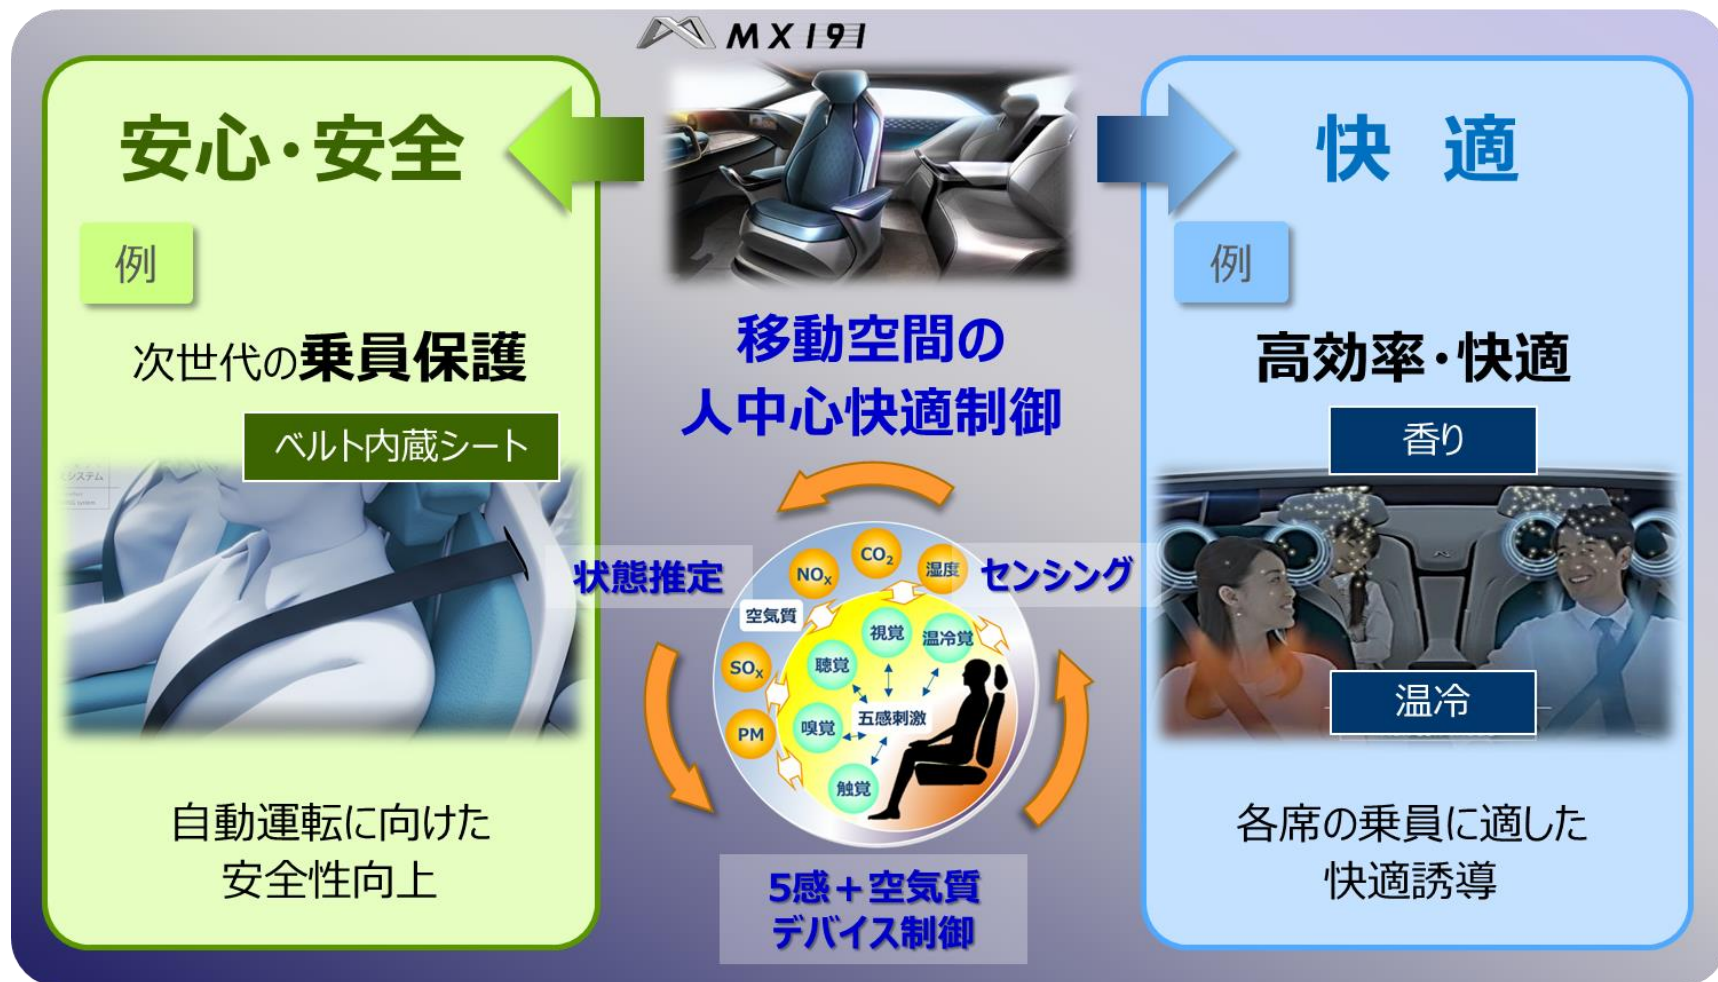 MX191
安心・安全
例
次世代の乗員保護
ベルト内蔵シート
自動運転に向けた
安全性向上
移動空間の
人中心快適制御
状態推定
センシング
CO₂
NOₓ
湿度
空気質
SOₓ
PM
視覚
温冷覚
聴覚
嗅覚
五感刺激
触覚
5感+空気質
デバイス制御
快 適
例
高効率・快適
香り
温冷
各席の乗員に適した
快適誘導